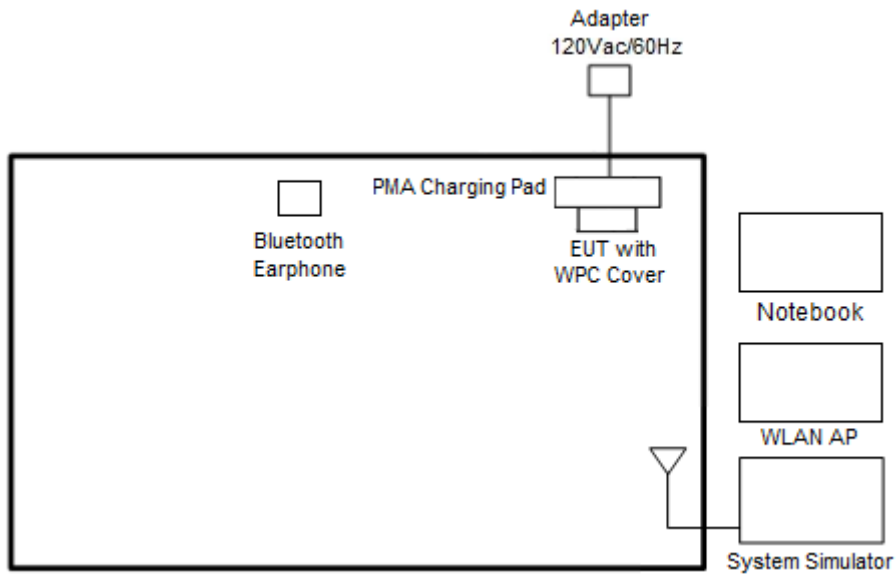 Adapter
120Vac/60Hz
PMA Charging Pad
Bluetooth
Earphone
EUT with
WPC Cover
Notebook
WLAN AP
System Simulator